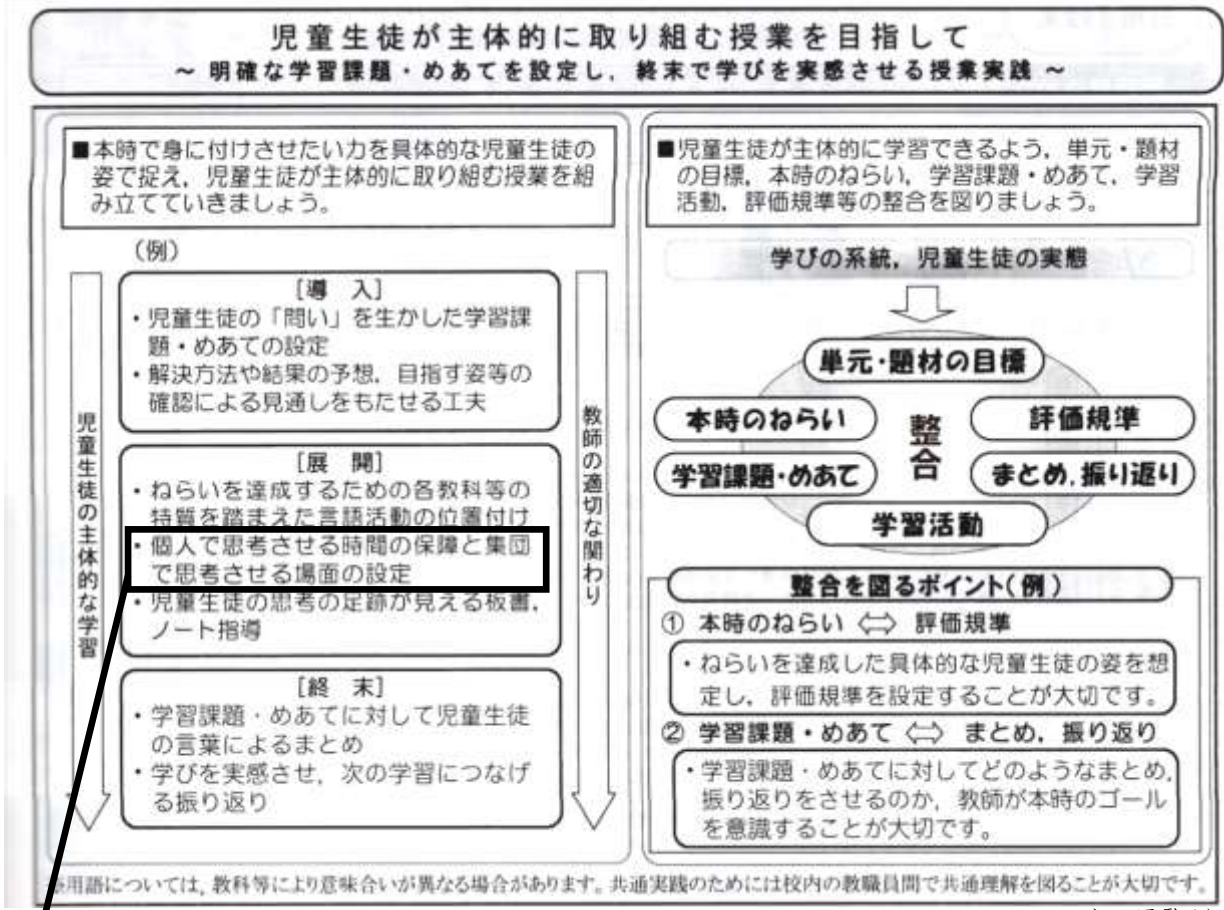 児童生徒が主体的に取り組む授業を目指して
～ 明確な学習課題・めあてを設定し，終末で学びを実感させる授業実践 ～
■本時で身に付けさせたい力を具体的な児童生徒の
姿で捉え，児童生徒が主体的に取り組む授業を組
み立てていきましょう。
（例）
児童生徒の主体的な学習
［導　入］
・児童生徒の「問い」を生かした学習課
題・めあての設定
・解決方法や結果の予想，目指す姿等の
確認による見通しをもたせる工夫
［展　開］
・ねらいを達成するための各教科等の
特質を踏まえた言語活動の位置付け
・個人で思考させる時間の保障と集団
で思考させる場面の設定
・児童生徒の思考の足跡が見える板書，
ノート指導
［終　末］
・学習課題・めあてに対して児童生徒
の言葉によるまとめ
・学びを実感させ，次の学習につなげ
る振り返り
教師の適切な関わり
■児童生徒が主体的に学習できるよう，単元・題材
の目標，本時のねらい，学習課題・めあて，学習
活動，評価規準等の整合を図りましょう。
学びの系統，児童生徒の実態
単元・題材の目標
本時のねらい
評価規準
整合
学習課題・めあて
まとめ，振り返り
学習活動
整合を図るポイント（例）
① 本時のねらい ⇔ 評価規準
・ねらいを達成した具体的な児童生徒の姿を想
定し，評価規準を設定することが大切です。
② 学習課題・めあて ⇔ まとめ，振り返り
・学習課題・めあてに対してどのようなまとめ，
振り返りをさせるのか，教師が本時のゴール
を意識することが大切です。
用語については，教科等により意味合いが異なる場合があります。共通実践のためには校内の教職員間で共通理解を図ることが大切です。